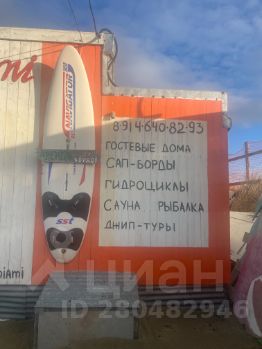 8-914-640-82-93
ГОСТЕВЫЕ ДОМА
САП-БОРДЫ
ГИДРОЦИКЛЫ
САУНА РЫБАЛКА
ДЖИП-ТУРЫ
NAVIGATOR
sst
ЦИАН
ID 280482946